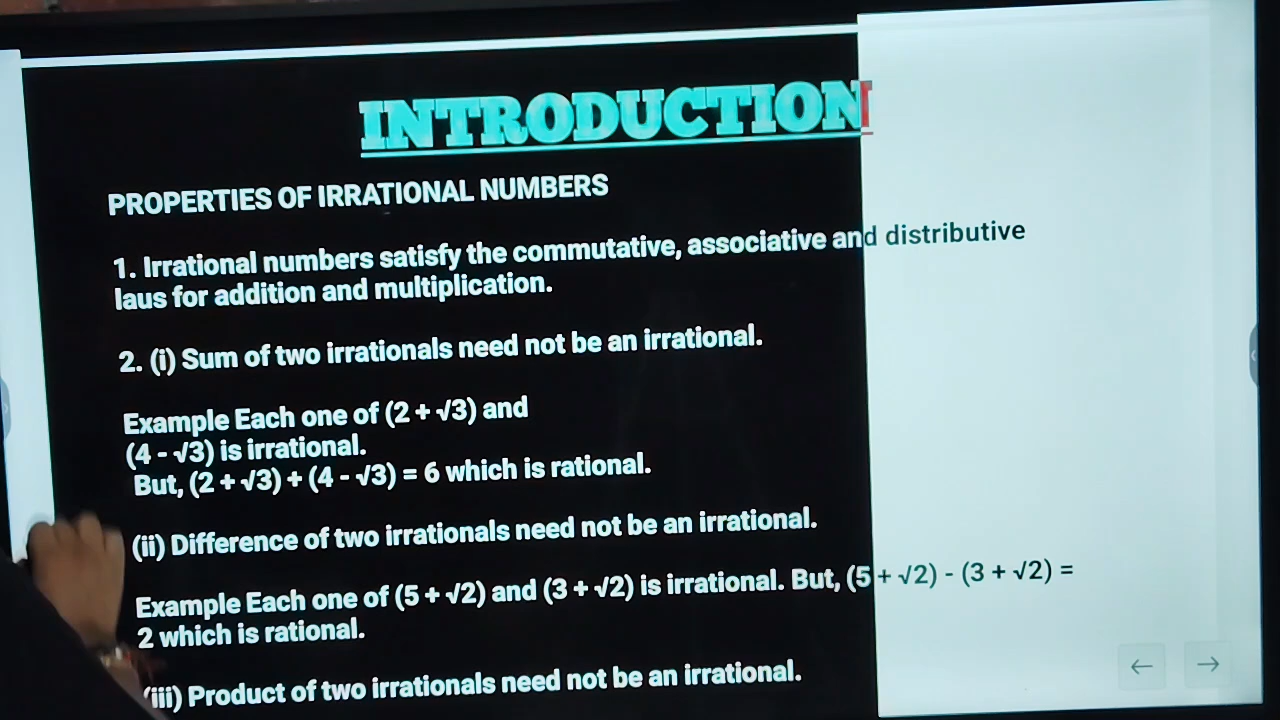 INTRODUCTION
PROPERTIES OF IRRATIONAL NUMBERS
1. Irrational numbers satisfy the commutative, associative and distributive
laus for addition and multiplication.
2. (i) Sum of two irrationals need not be an irrational.
Example Each one of (2 + √3) and
(4 - √3) is irrational.
But, (2 + √3) + (4 - √3) = 6 which is rational.
(ii) Difference of two irrationals need not be an irrational.
Example Each one of (5 + √2) and (3 + √2) is irrational. But, (5 + √2) - (3 + √2) =
2 which is rational.
(iii) Product of two irrationals need not be an irrational.